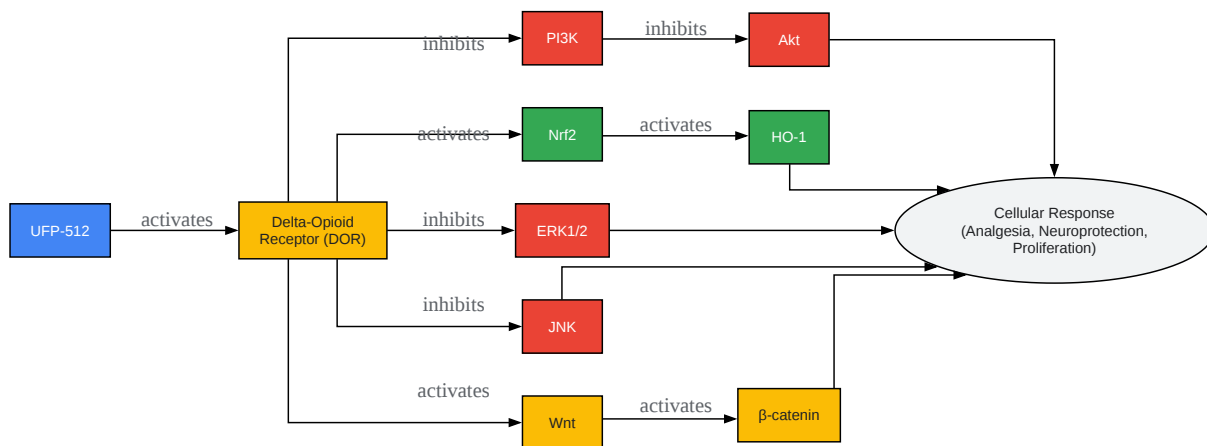 inhibits
PI3K
inhibits
Akt
activates
Nrf2
activates
HO-1
UFP-512
activates
Delta-Opioid
Receptor (DOR)
inhibits
ERK1/2
Cellular Response
(Analgesia, Neuroprotection,
Proliferation)
inhibits
JNK
activates
Wnt
activates
β-catenin